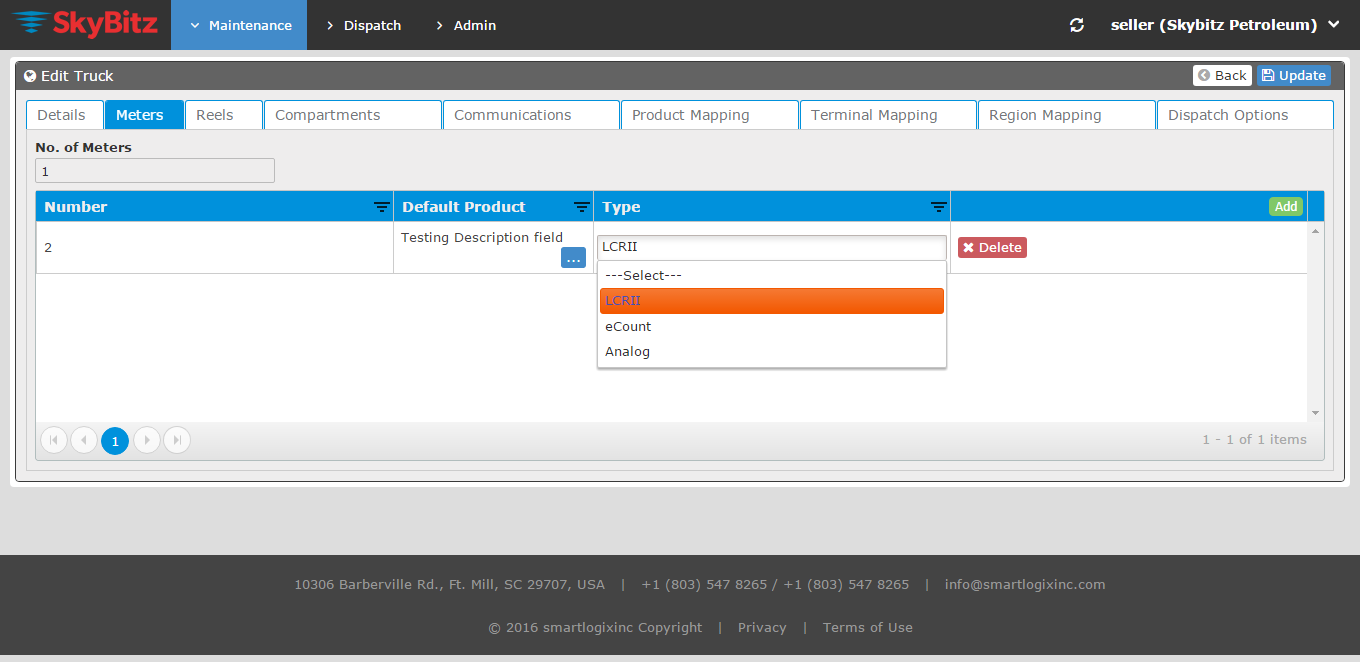 SkyBitz Maintenance Dispatch Admin seller (Skybitz Petroleum)
Edit Truck Back Update
Details Meters Reels Compartments Communications Product Mapping Terminal Mapping Region Mapping Dispatch Options
No. of Meters
1
Number Default Product Type Add
2 Testing Description field ... LCRII Delete
---Select---
LCRII
eCount
Analog
1 1 - 1 of 1 items
10306 Barberville Rd., Ft. Mill, SC 29707, USA | +1 (803) 547 8265 / +1 (803) 547 8265 | info@smartlogixinc.com
© 2016 smartlogixinc Copyright | Privacy | Terms of Use